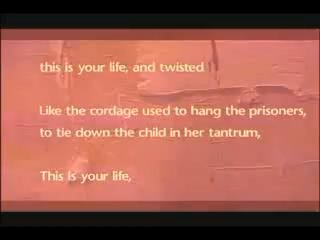 this is your life, and twisted
Like the cordage used to hang the prisoners,
to tie down the child in her tantrum,
This is your life,